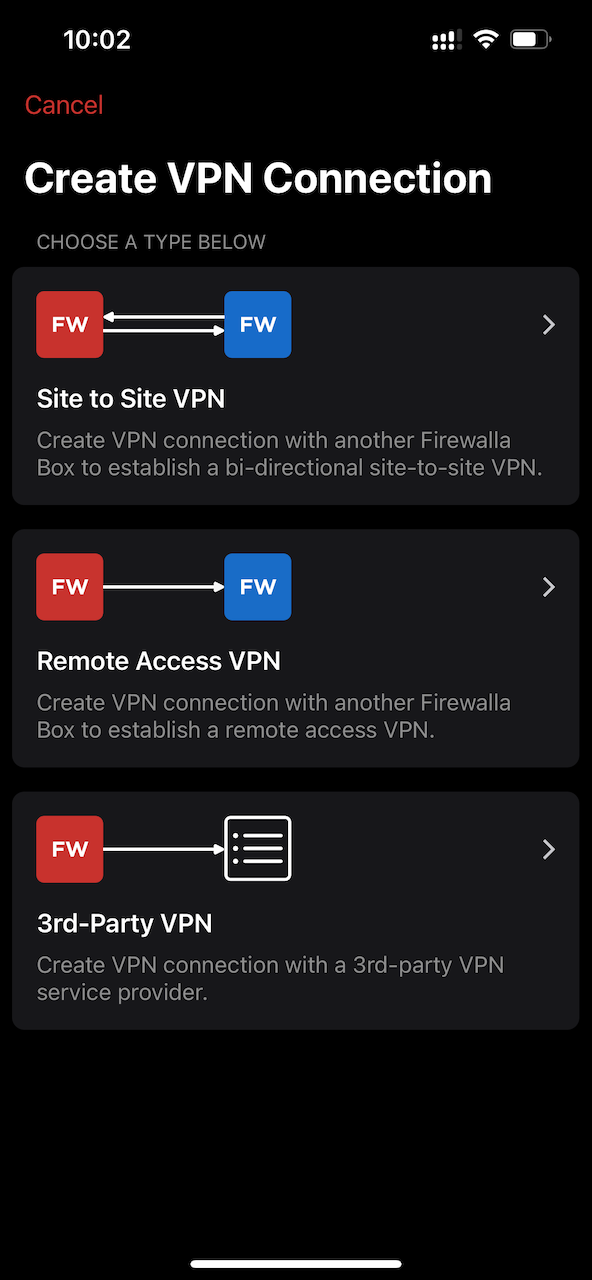 10:02
Cancel
Create VPN Connection
CHOOSE A TYPE BELOW
FW FW
Site to Site VPN
Create VPN connection with another Firewalla
Box to establish a bi-directional site-to-site VPN.
FW FW
Remote Access VPN
Create VPN connection with another Firewalla
Box to establish a remote access VPN.
FW
3rd-Party VPN
Create VPN connection with a 3rd-party VPN
service provider.